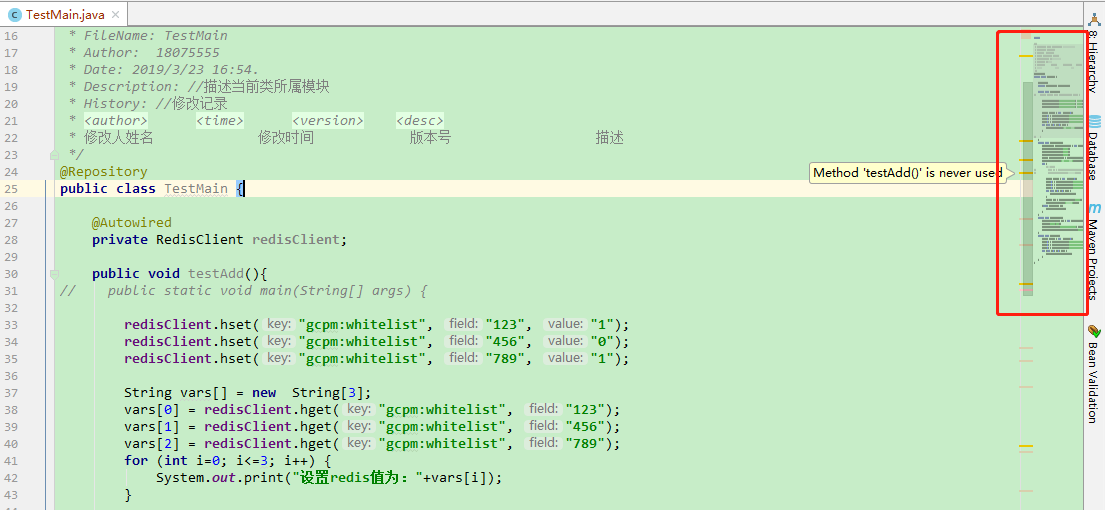 TestMain.java
16 * FileName: TestMain
17 * Author:  18075555
18 * Date: 2019/3/23 16:54.
19 * Description: //描述当前类所属模块
20 * History: //修改记录
21 * <author> <time> <version> <desc>
22 * 修改人姓名 修改时间 版本号 描述
23 */
24 @Repository
25 public class TestMain {
26
27 @Autowired
28 private RedisClient redisClient;
29
30 public void testAdd(){
31 // public static void main(String[] args) {
32
33 redisClient.hset( key: "gcpm:whitelist", field: "123", value: "1");
34 redisClient.hset( key: "gcpm:whitelist", field: "456", value: "0");
35 redisClient.hset( key: "gcpm:whitelist", field: "789", value: "1");
36
37 String vars[] = new  String[3];
38 vars[0] = redisClient.hget( key: "gcpm:whitelist", field: "123");
39 vars[1] = redisClient.hget( key: "gcpm:whitelist", field: "456");
40 vars[2] = redisClient.hget( key: "gcpm:whitelist", field: "789");
41 for (int i=0; i<=3; i++) {
42 System.out.print("设置redis值为："+vars[i]);
43 }
Method 'testAdd()' is never used
8: Hierarchy
Database
m Maven Projects
Bean Validation